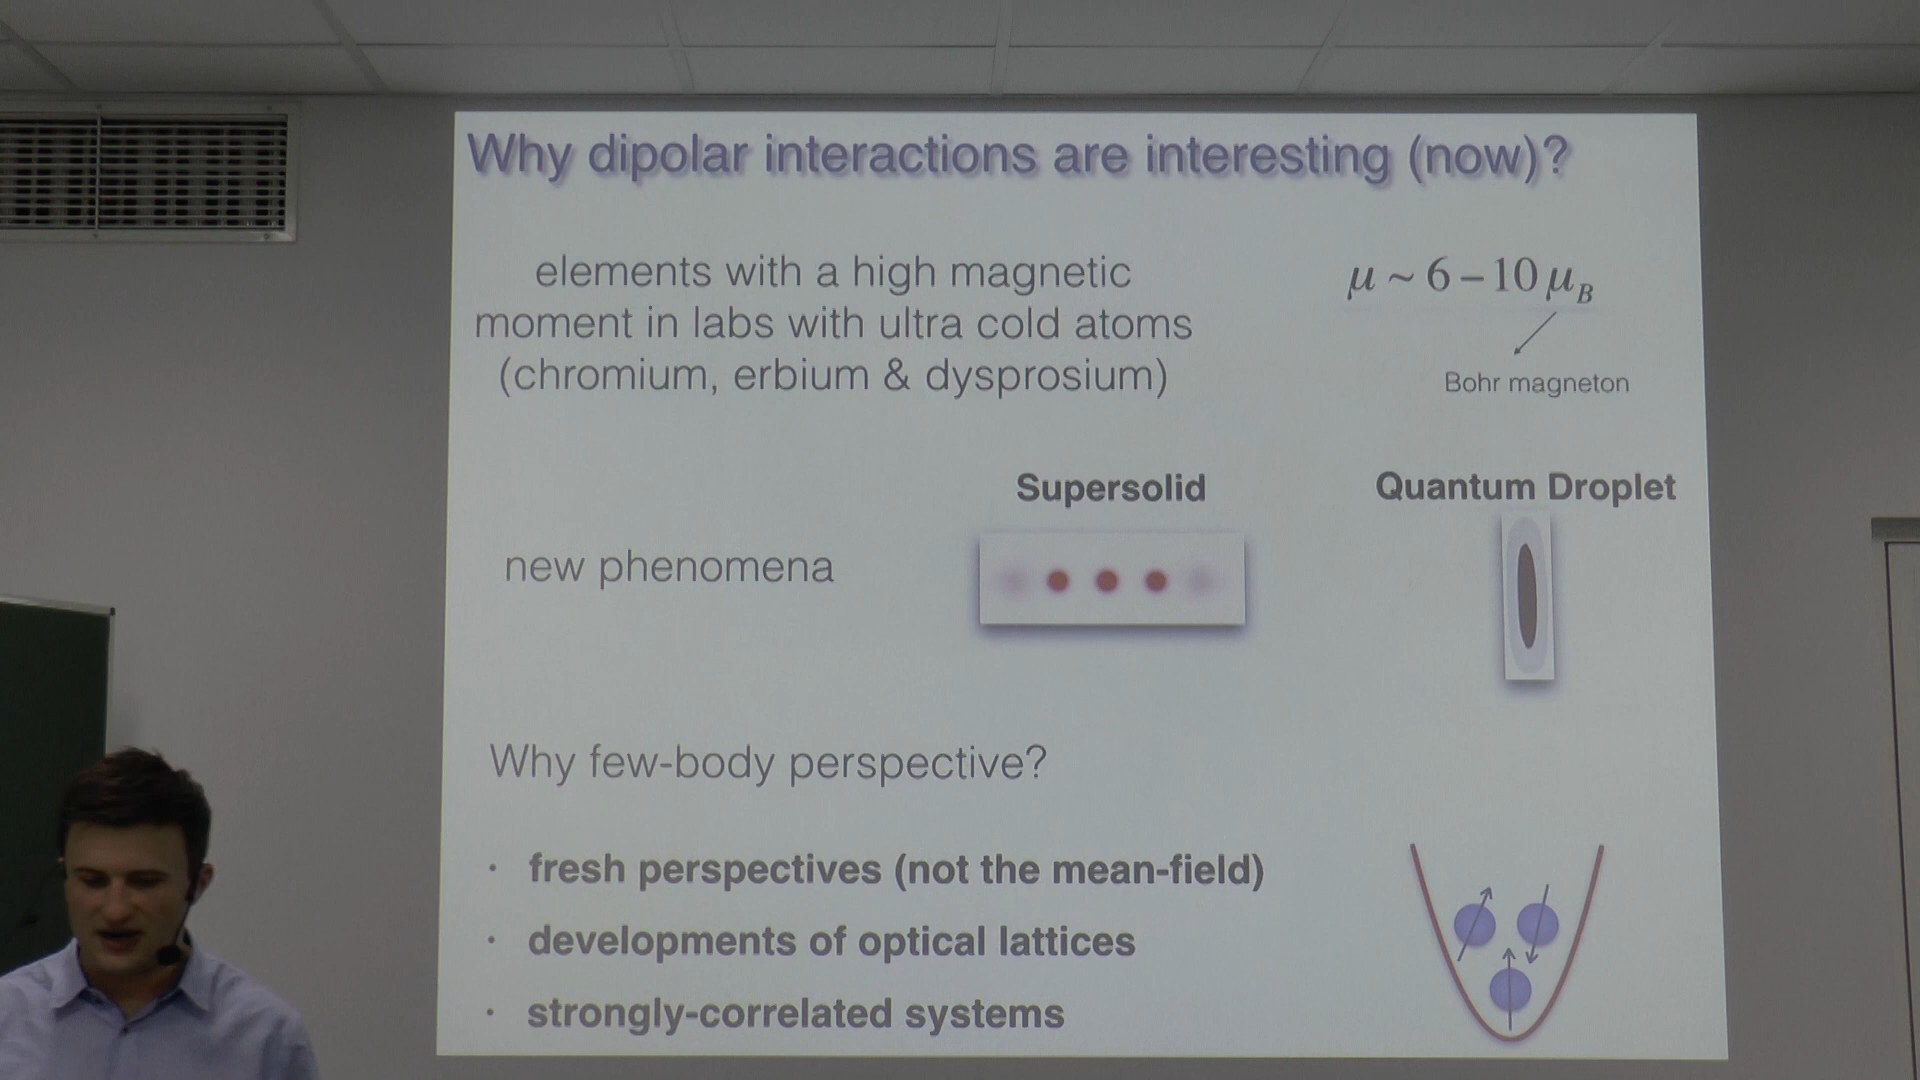 Why dipolar interactions are interesting (now)?
elements with a high magnetic
moment in labs with ultra cold atoms
(chromium, erbium & dysprosium)
μ ~ 6 – 10 μ_B
Bohr magneton
Supersolid
Quantum Droplet
new phenomena
Why few-body perspective?
· fresh perspectives (not the mean-field)
· developments of optical lattices
· strongly-correlated systems